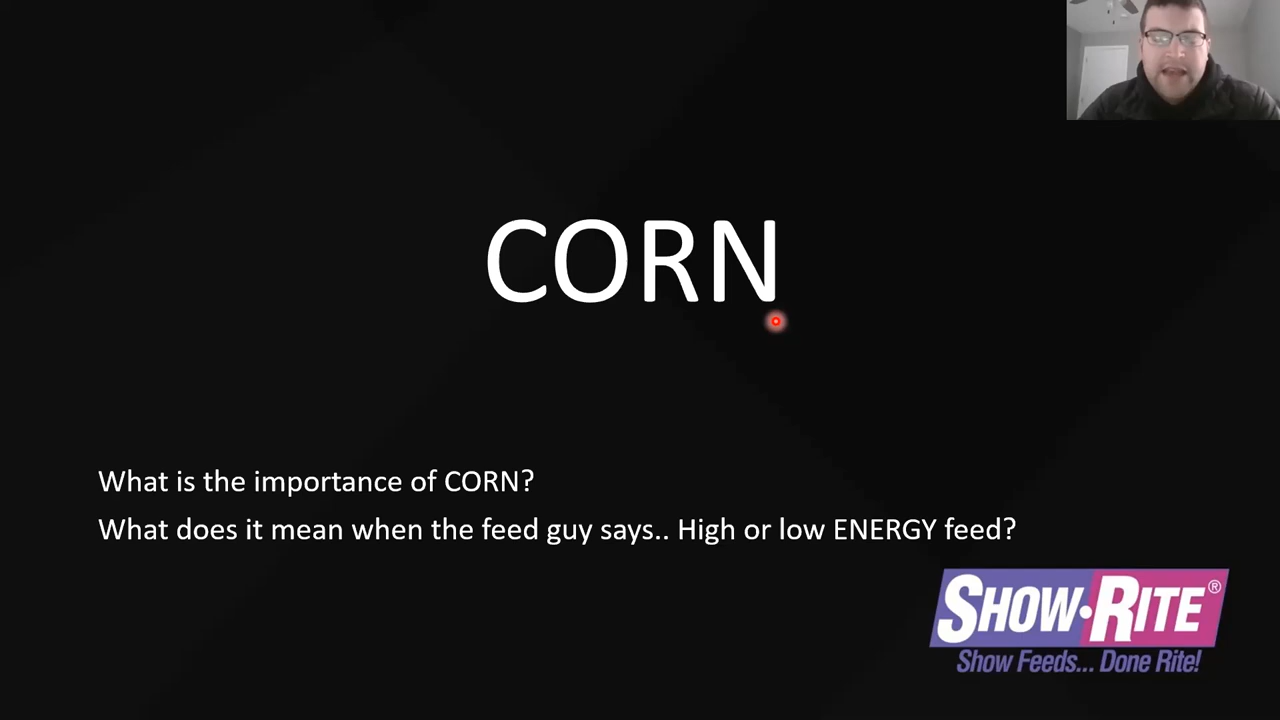 CORN
What is the importance of CORN?
What does it mean when the feed guy says.. High or low ENERGY feed?
SHOW•RITE®
Show Feeds... Done Rite!